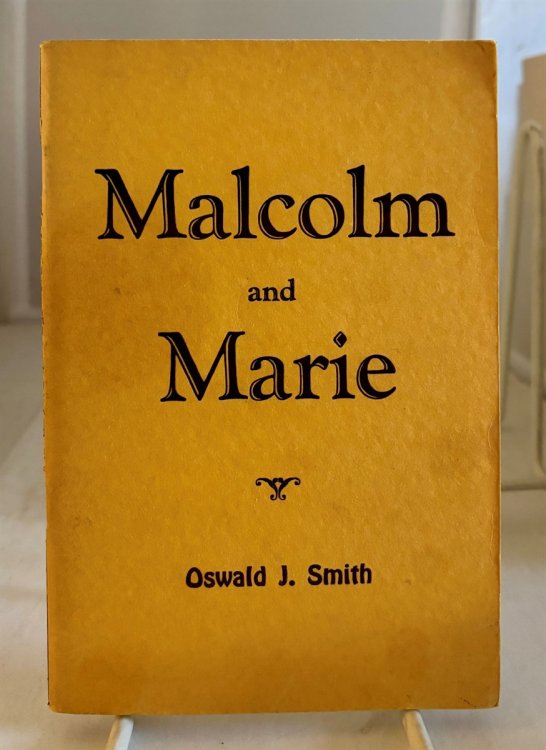 Malcolm
and
Marie
Oswald J. Smith